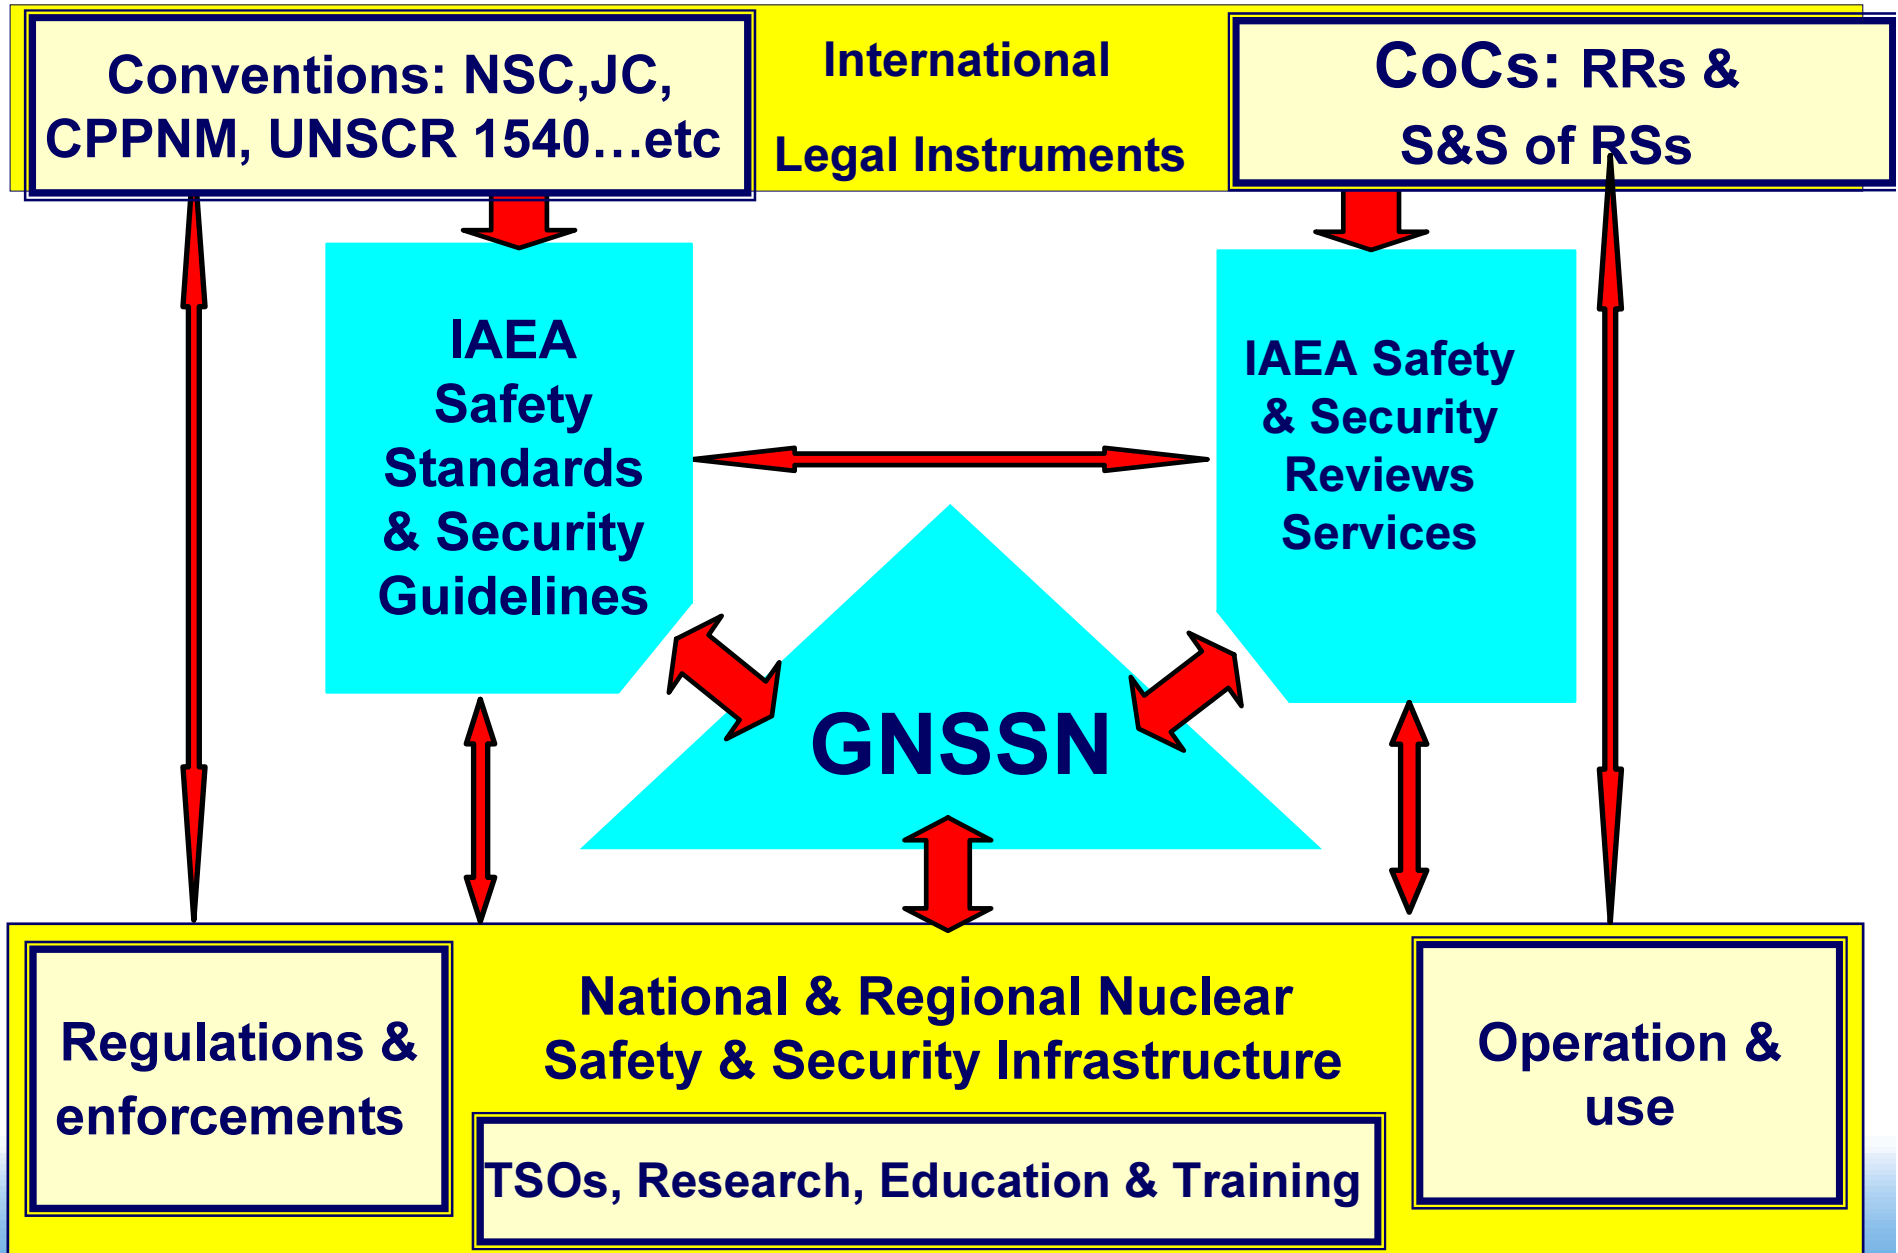 Conventions: NSC,JC,
CPPNM, UNSCR 1540...etc
International
Legal Instruments
CoCs: RRs &
S&S of RSs
IAEA
Safety
Standards
& Security
Guidelines
IAEA Safety
& Security
Reviews
Services
GNSSN
Regulations &
enforcements
National & Regional Nuclear
Safety & Security Infrastructure
TSOs, Research, Education & Training
Operation &
use